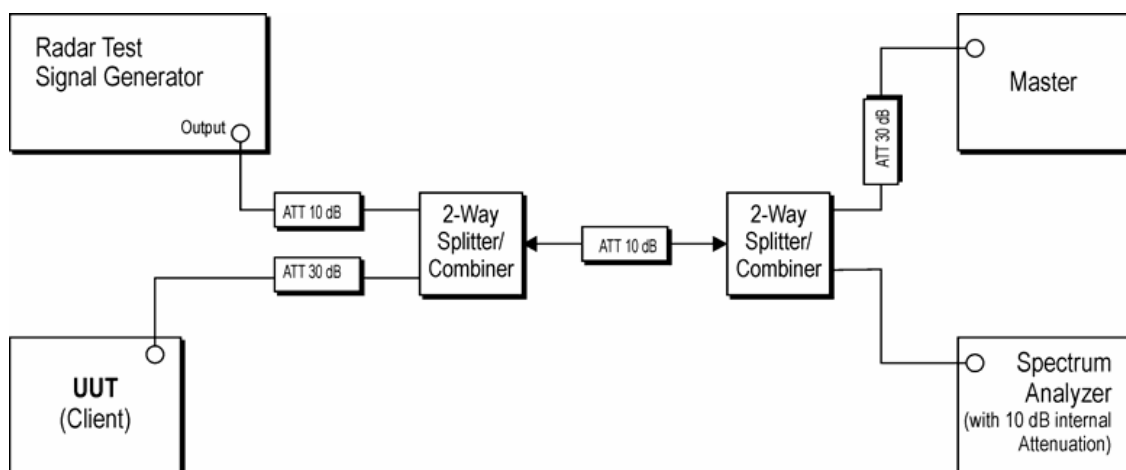 Radar Test
Signal Generator
Output
ATT 10 dB
ATT 30 dB
2-Way
Splitter/
Combiner
ATT 10 dB
2-Way
Splitter/
Combiner
ATT 30 dB
Master
UUT
(Client)
Spectrum
Analyzer
(with 10 dB internal
Attenuation)